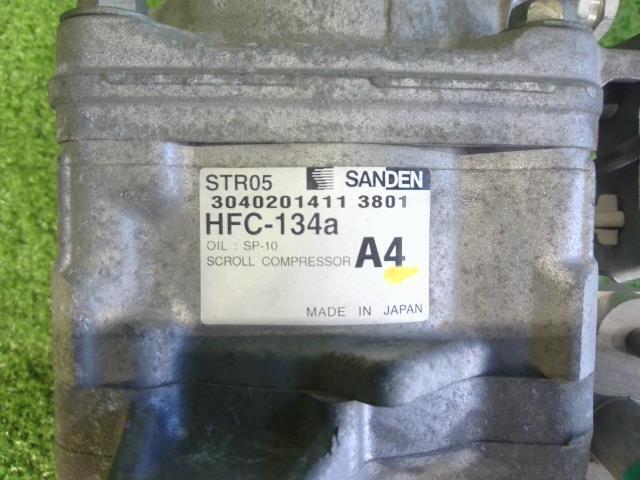 STR05 SANDEN
3040201411 3801
HFC-134a
OIL : SP-10
SCROLL COMPRESSOR A4
MADE IN JAPAN